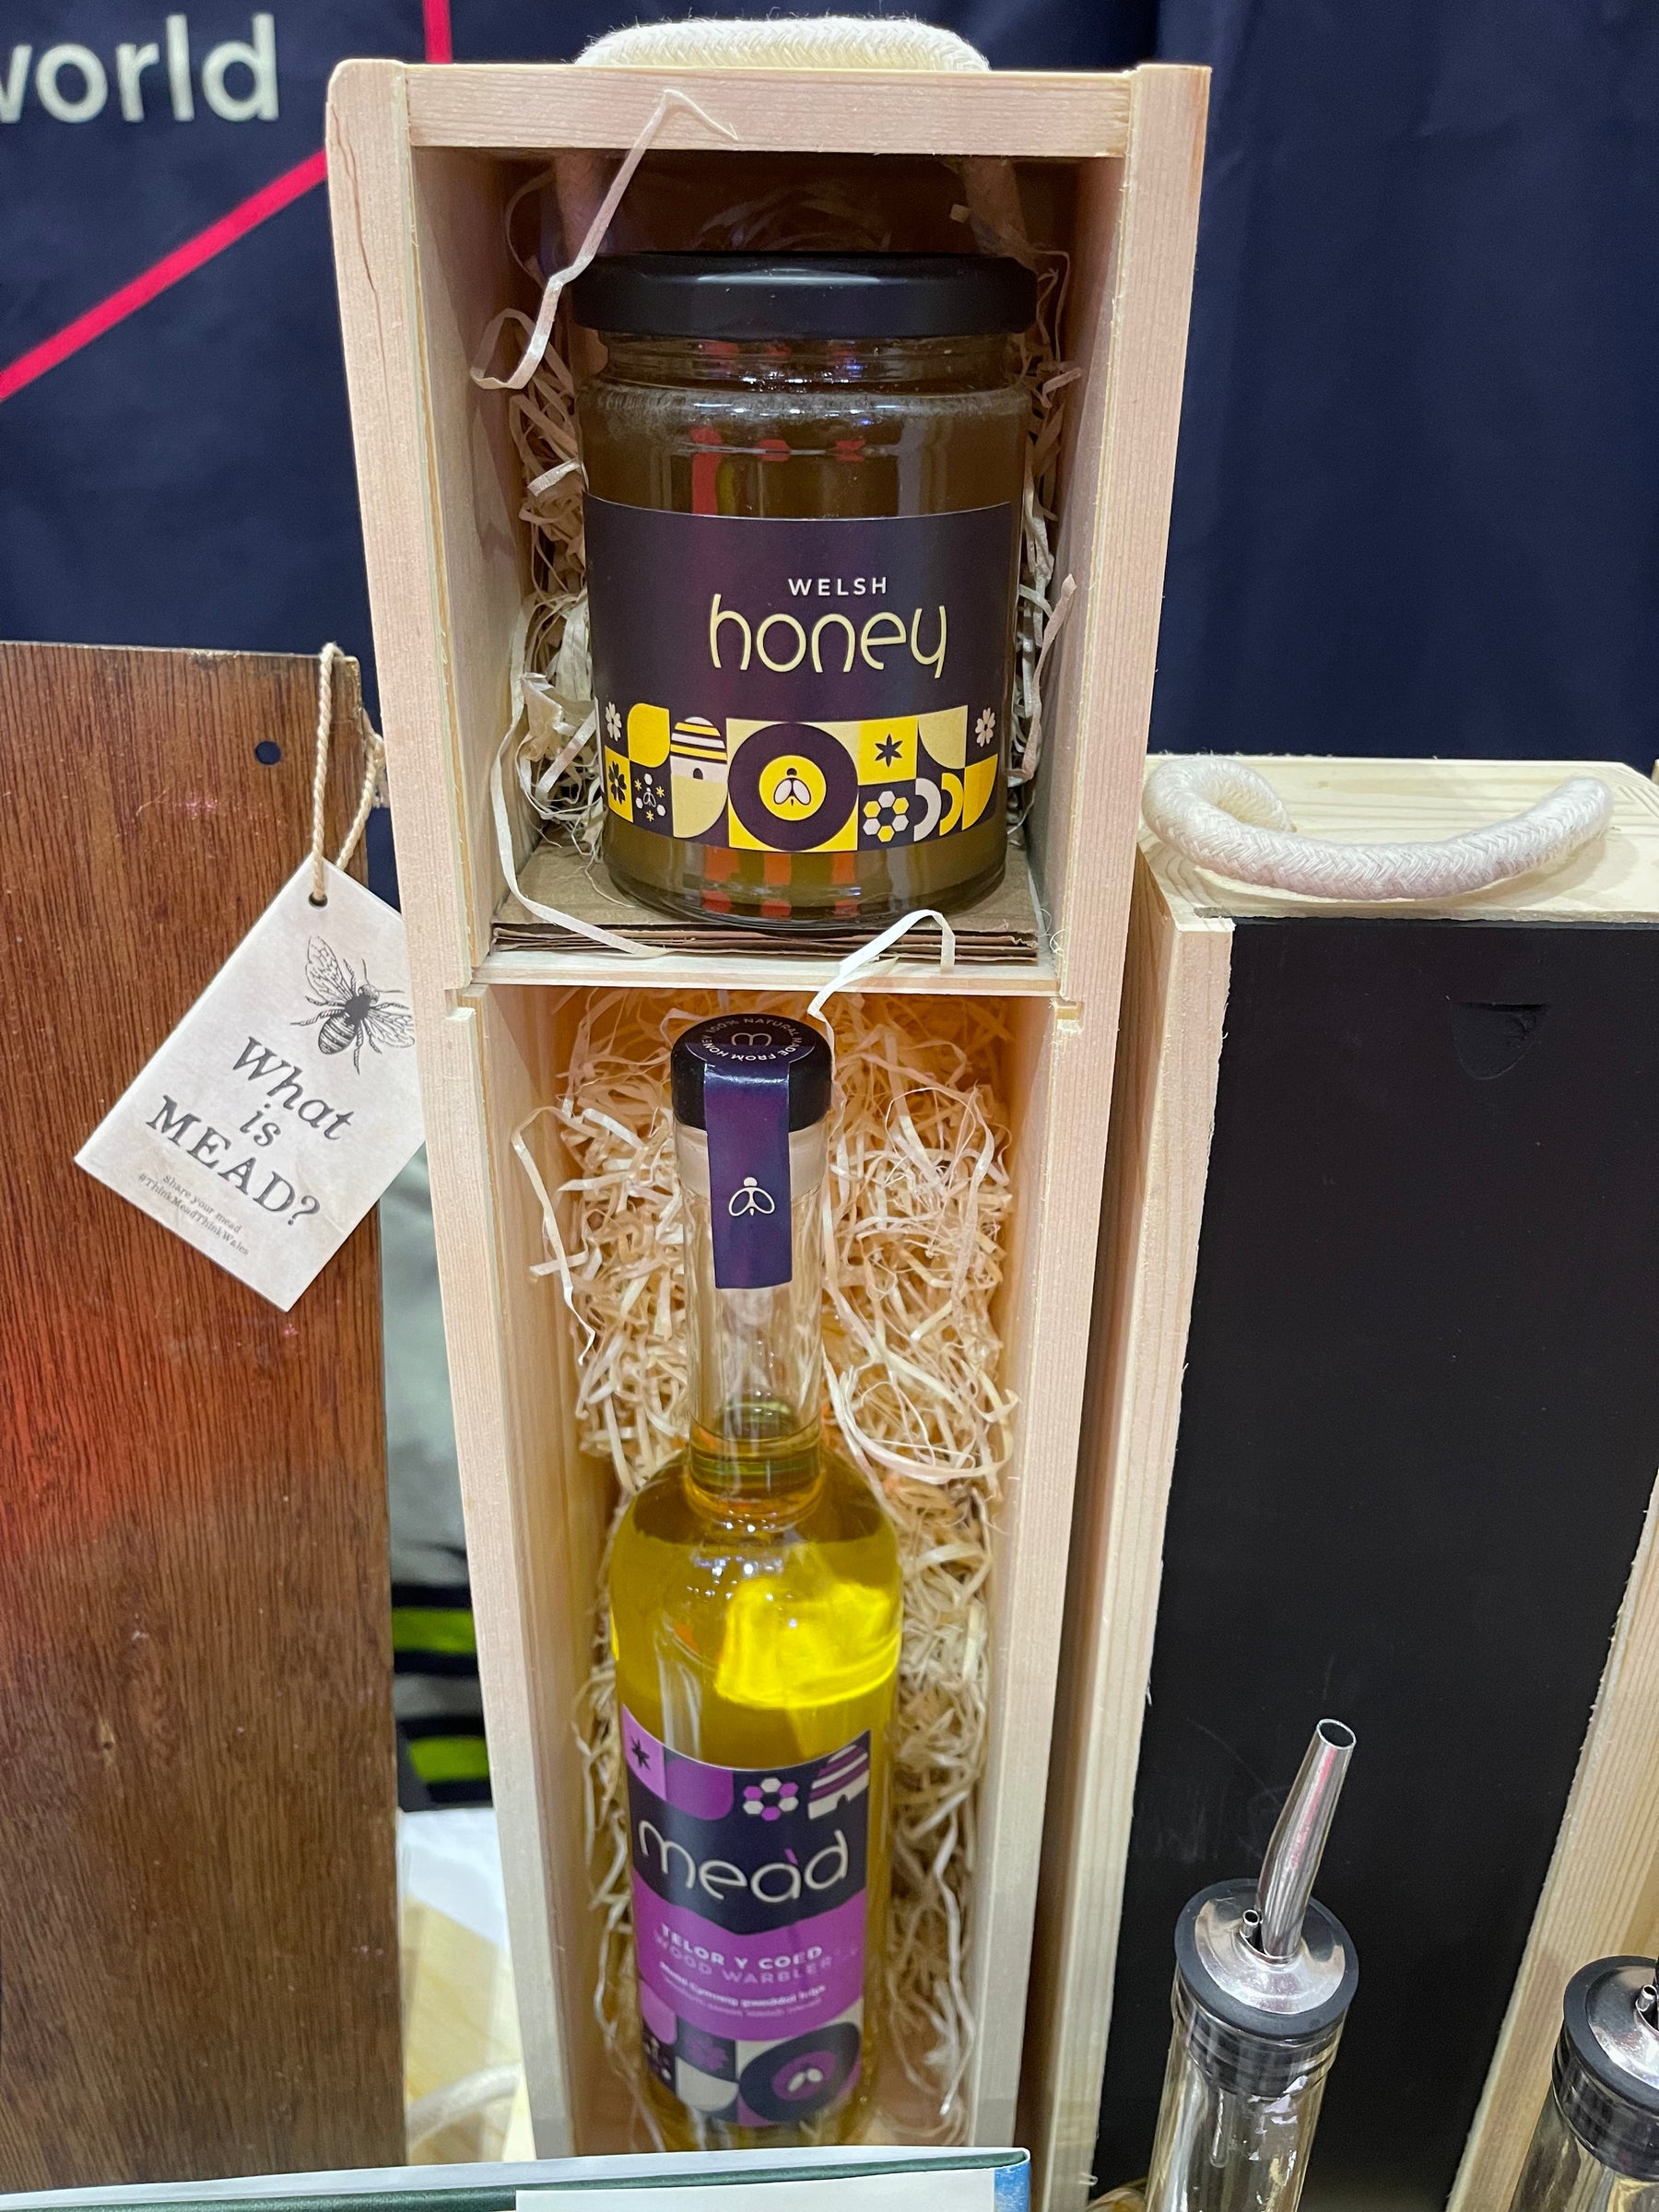 world
WELSH
honey
What
is
MEAD?
Share your mead
#ThinkMeadThinkWales
100% NATURAL MADE FROM HONEY
mead
TELOR Y COED
WOOD WARBLER